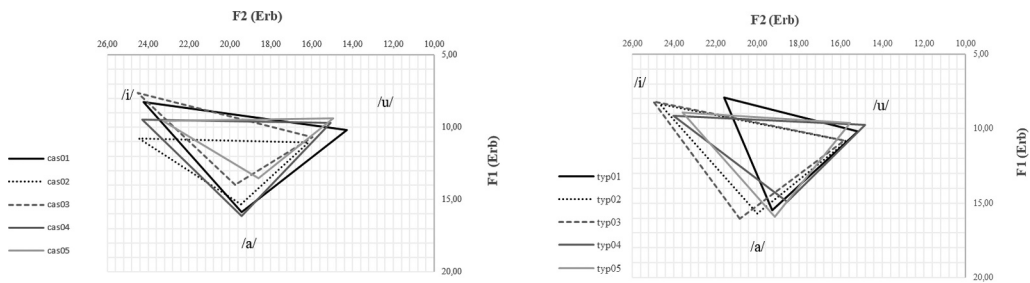 F2 (Erb)
26,00 24,00 22,00 20,00 18,00 16,00 14,00 12,00 10,00
5,00
/i/
/u/
10,00
F1 (Erb)
15,00
/a/
20,00
cas01
cas02
cas03
cas04
cas05
F2 (Erb)
26,00 24,00 22,00 20,00 18,00 16,00 14,00 12,00 10,00
5,00
/i/
/u/
10,00
F1 (Erb)
15,00
/a/
20,00
typ01
typ02
typ03
typ04
typ05